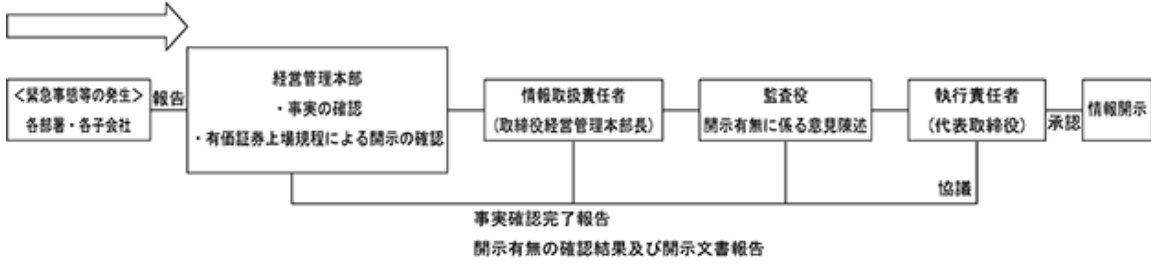 ＜緊急事態等の発生＞
各部署・各子会社
報告
経営管理本部
・事実の確認
・有価証券上場規程による開示の確認
情報取扱責任者
(取締役経営管理本部長)
監査役
開示有無に係る意見陳述
執行責任者
(代表取締役)
承認
情報開示
協議
事実確認完了報告
開示有無の確認結果及び開示文書報告